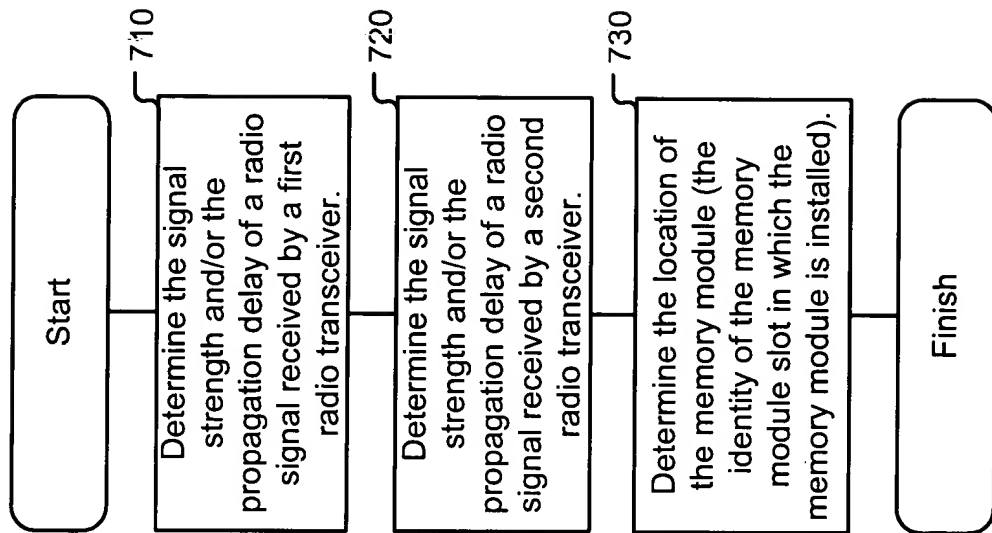 Start
710
Determine the signal
strength and/or the
propagation delay of a radio
signal received by a first
radio transceiver.
720
Determine the signal
strength and/or the
propagation delay of a radio
signal received by a second
radio transceiver.
730
Determine the location of
the memory module (the
identity of the memory
module slot in which the
memory module is installed).
Finish